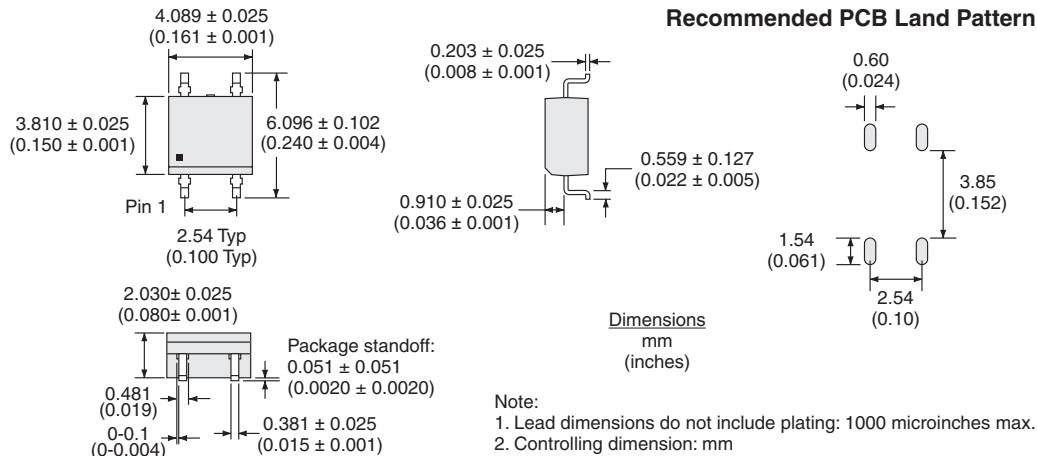 4.089 ± 0.025
(0.161 ± 0.001)
3.810 ± 0.025
(0.150 ± 0.001)
6.096 ± 0.102
(0.240 ± 0.004)
Pin 1
2.54 Typ
(0.100 Typ)
0.203 ± 0.025
(0.008 ± 0.001)
0.559 ± 0.127
(0.022 ± 0.005)
0.910 ± 0.025
(0.036 ± 0.001)
Recommended PCB Land Pattern
0.60
(0.024)
3.85
(0.152)
1.54
(0.061)
2.54
(0.10)
2.030± 0.025
(0.080± 0.001)
Package standoff:
0.051 ± 0.051
(0.0020 ± 0.0020)
0.481
(0.019)
0-0.1
(0-0.004)
0.381 ± 0.025
(0.015 ± 0.001)
Dimensions
mm
(inches)
Note:
1. Lead dimensions do not include plating: 1000 microinches max.
2. Controlling dimension: mm